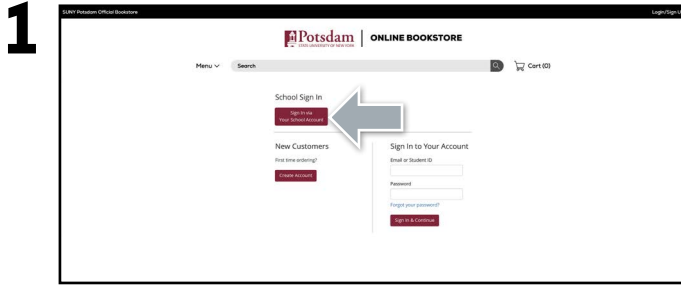 1
SUNY Potsdam Official Bookstore
Login/Sign U
Potsdam
STATE UNIVERSITY OF NEW YORK
ONLINE BOOKSTORE
Menu
Search
Cart (0)
School Sign In
Sign In via
Your School Account
New Customers
First time ordering?
Create Account
Sign In to Your Account
Email or Student ID
Password
Forgot your password?
Sign In & Continue